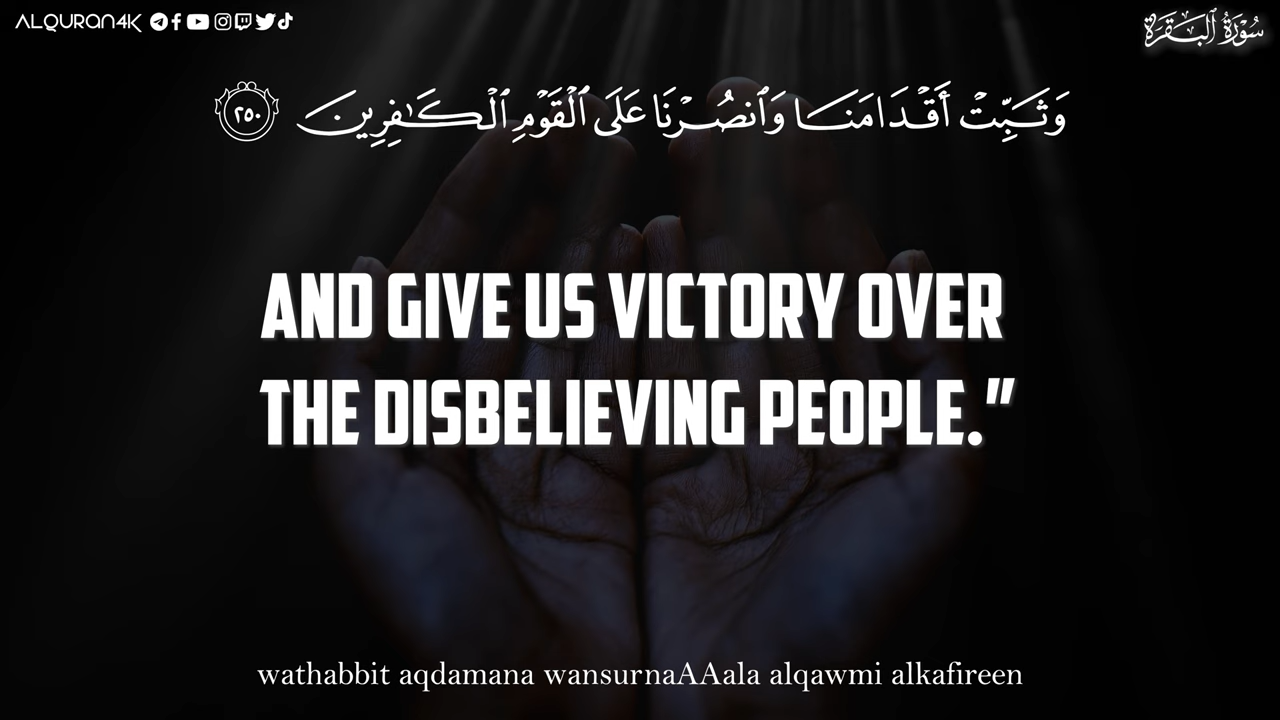 ALQURAN4K
سُورَةُ ٱلْبَقَرَةِ
وَثَبِّتْ أَقْدَامَنَا وَٱنصُرْنَا عَلَى ٱلْقَوْمِ ٱلْكَـٰفِرِينَ ٢٥٠
AND GIVE US VICTORY OVER
THE DISBELIEVING PEOPLE."
wathabbit aqdamana wansurnaAAala alqawmi alkafireen